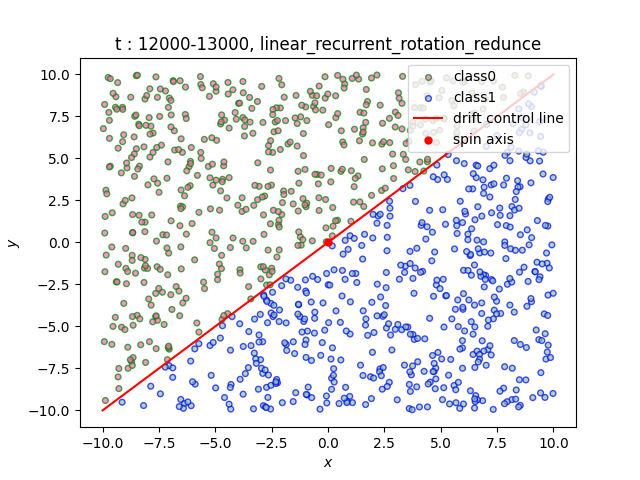 t : 12000-13000, linear_recurrent_rotation_redunce
class0
class1
drift control line
spin axis
10.0
7.5
5.0
2.5
0.0
−2.5
−5.0
−7.5
−10.0
y
−10.0 −7.5 −5.0 −2.5 0.0 2.5 5.0 7.5 10.0
x